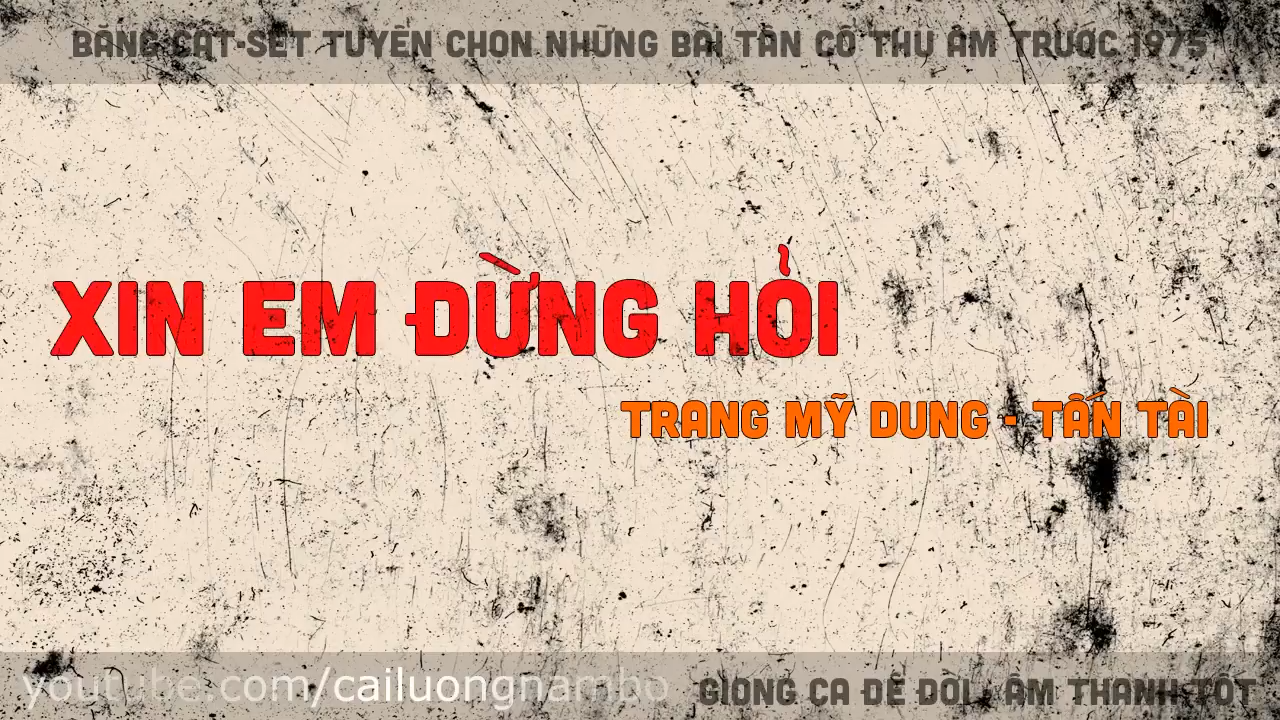 BĂNG CÁT-SÉT TUYỂN CHỌN NHỮNG BÀI TÂN CỔ THU ÂM TRƯỚC 1975
XIN EM ĐỪNG HỎI
TRANG MỸ DUNG - TẤN TÀI
youtube.com/cailuongnambo
GIỌNG CA ĐỂ ĐỜI, ÂM THANH TỐT